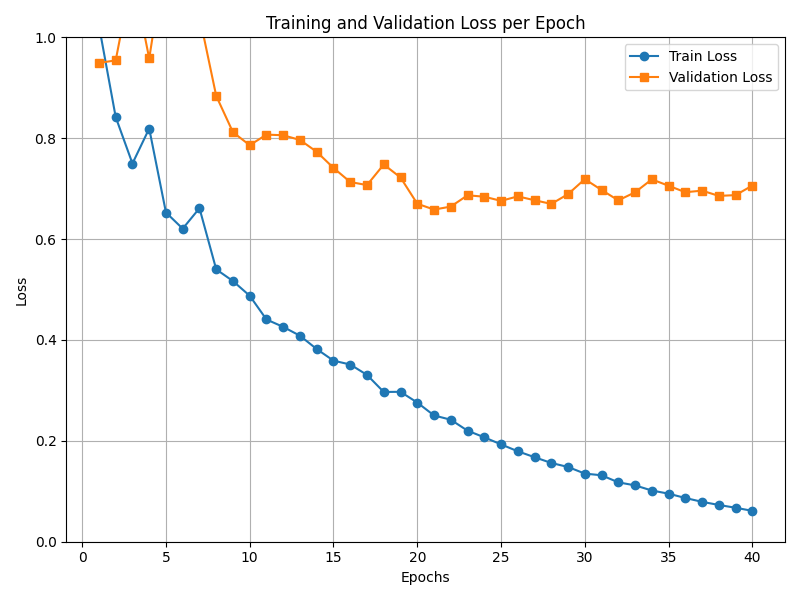 Training and Validation Loss per Epoch
Train Loss
Validation Loss
Loss
1.0
0.8
0.6
0.4
0.2
0.0
0 5 10 15 20 25 30 35 40
Epochs